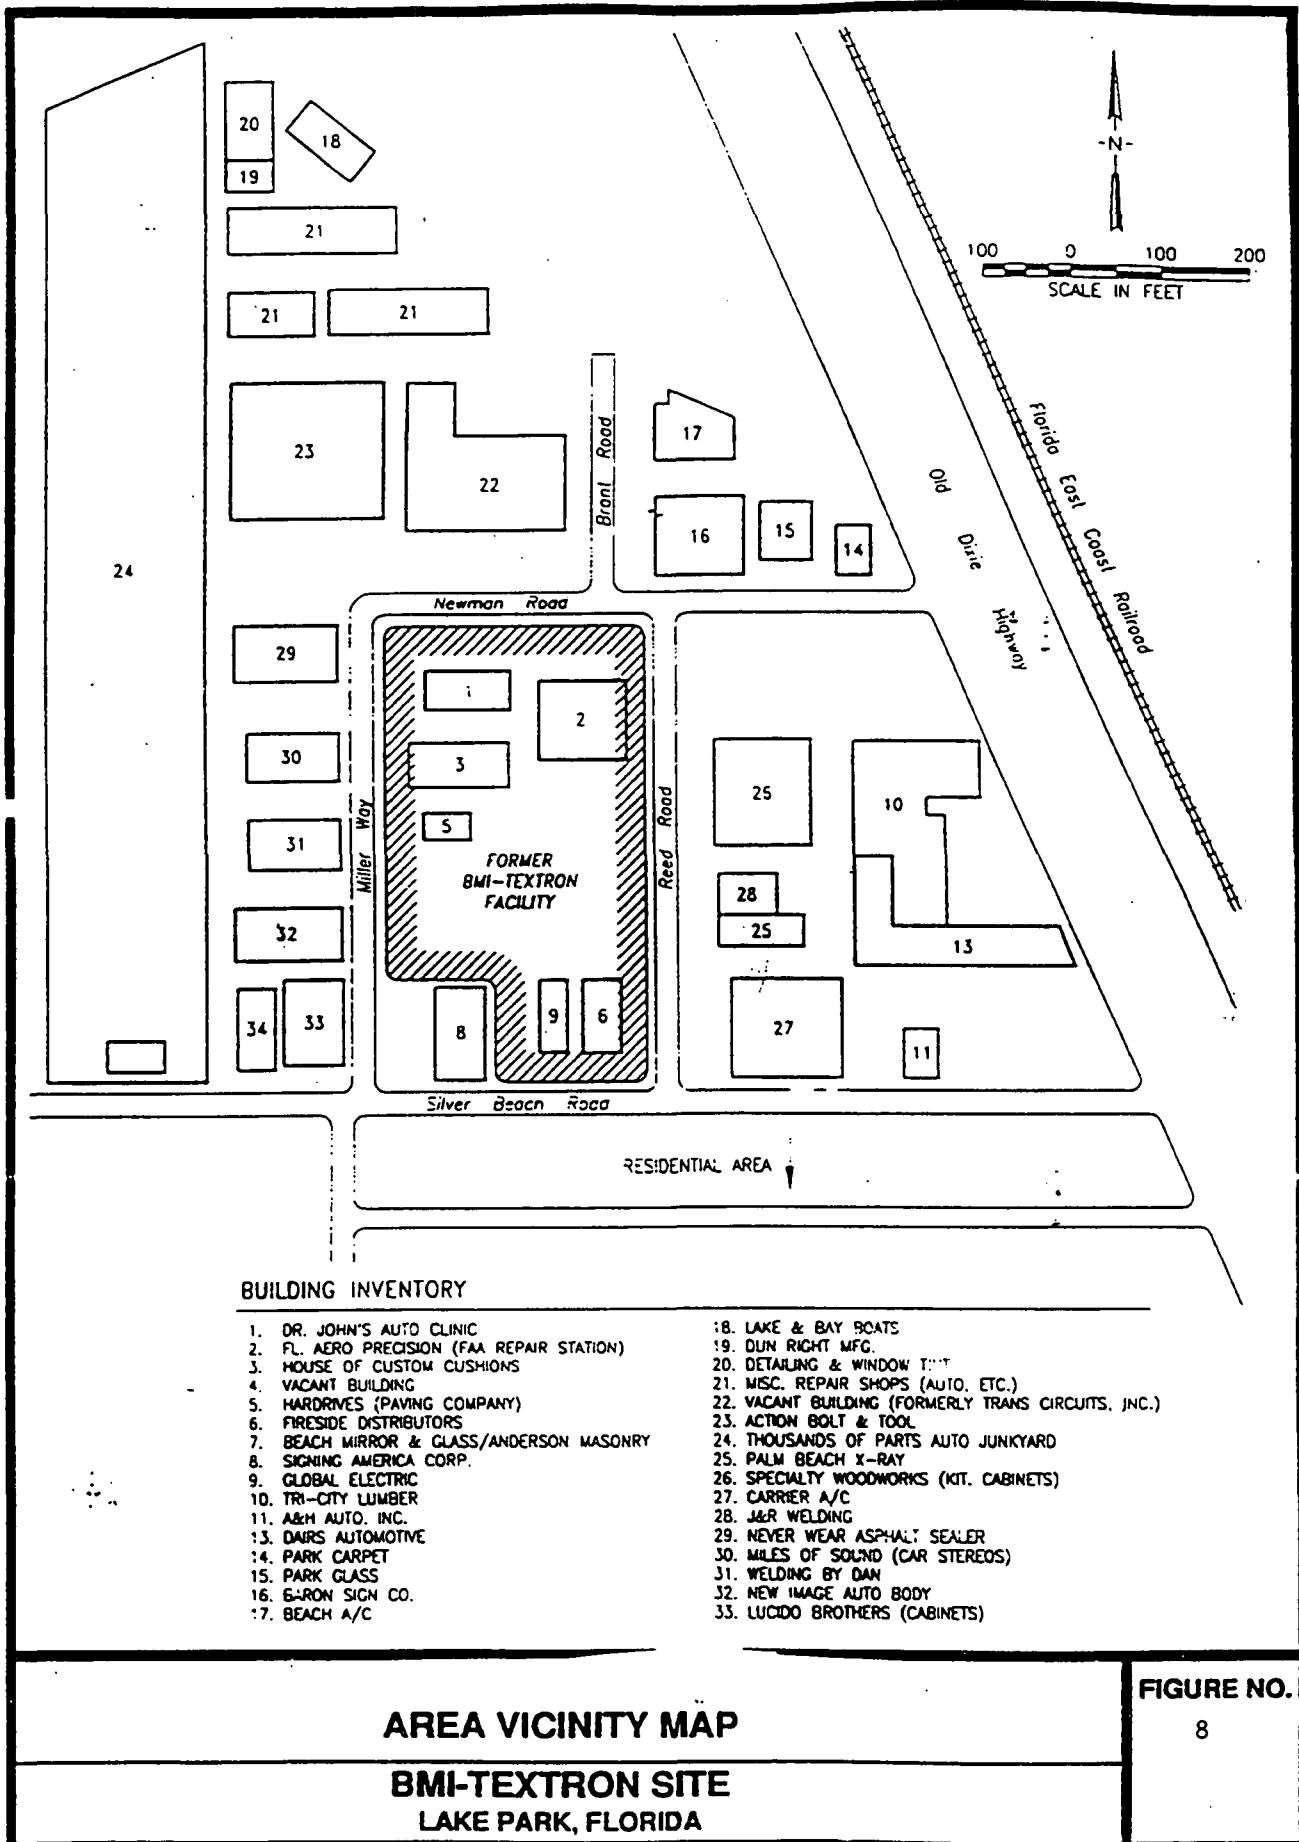 -N-
100 0 100 200
SCALE IN FEET
20
18
19
21
21
21
23
22
17
16
15
14
24
Brant Road
Old Dixie Highway
Florida East Coast Railroad
Newman Road
29
1
2
3
30
25
10
5
31
Miller Way
Reed Road
FORMER
BMI-TEXTRON
FACILITY
28
25
32
13
34
33
8
9
6
27
11
Silver Beach Road
RESIDENTIAL AREA
BUILDING INVENTORY
1. DR. JOHN'S AUTO CLINIC
2. FL. AERO PRECISION (FAA REPAIR STATION)
3. HOUSE OF CUSTOM CUSHIONS
4. VACANT BUILDING
5. HARDRIVES (PAVING COMPANY)
6. FIRESIDE DISTRIBUTORS
7. BEACH MIRROR & GLASS/ANDERSON MASONRY
8. SIGNING AMERICA CORP.
9. GLOBAL ELECTRIC
10. TRI-CITY LUMBER
11. A&H AUTO. INC.
13. DAIRS AUTOMOTIVE
14. PARK CARPET
15. PARK GLASS
16. BARON SIGN CO.
17. BEACH A/C
18. LAKE & BAY BOATS
19. DUN RIGHT MFG.
20. DETAILING & WINDOW
21. MISC. REPAIR SHOPS (AUTO, ETC.)
22. VACANT BUILDING (FORMERLY TRANS CIRCUITS, INC.)
23. ACTION BOLT & TOOL
24. THOUSANDS OF PARTS AUTO JUNKYARD
25. PALM BEACH X-RAY
26. SPECIALTY WOODWORKS (KIT. CABINETS)
27. CARRIER A/C
28. J&R WELDING
29. NEVER WEAR ASPHALT SEALER
30. MILES OF SOUND (CAR STEREOS)
31. WELDING BY DAN
32. NEW IMAGE AUTO BODY
33. LUCIDO BROTHERS (CABINETS)
AREA VICINITY MAP
BMI-TEXTRON SITE
LAKE PARK, FLORIDA
FIGURE NO.
8